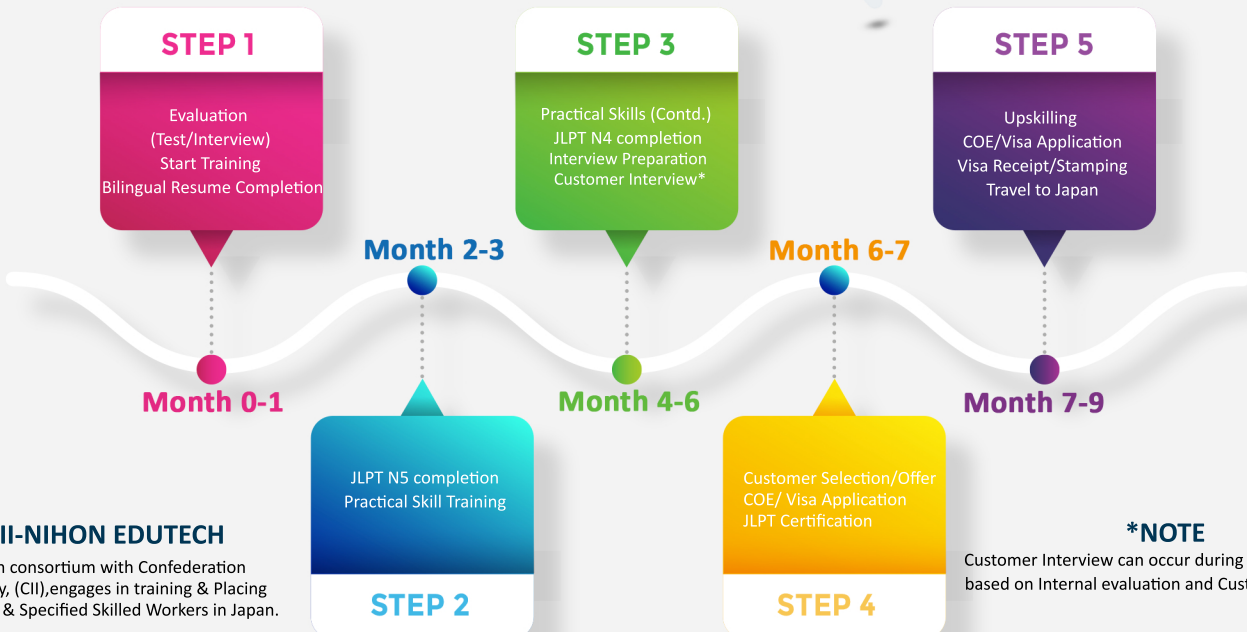 STEP 1
Evaluation
(Test/Interview)
Start Training
Bilingual Resume Completion
Month 0-1
Month 2-3
JLPT N5 completion
Practical Skill Training
STEP 2
STEP 3
Practical Skills (Contd.)
JLPT N4 completion
Interview Preparation
Customer Interview*
Month 4-6
Month 6-7
Customer Selection/Offer
COE/ Visa Application
JLPT Certification
STEP 4
STEP 5
Upskilling
COE/Visa Application
Visa Receipt/Stamping
Travel to Japan
Month 7-9
II-NIHON EDUTECH
consortium with Confederation
(CII),engages in training & Placing
& Specified Skilled Workers in Japan.
*NOTE
Customer Interview can occur during
based on Internal evaluation and